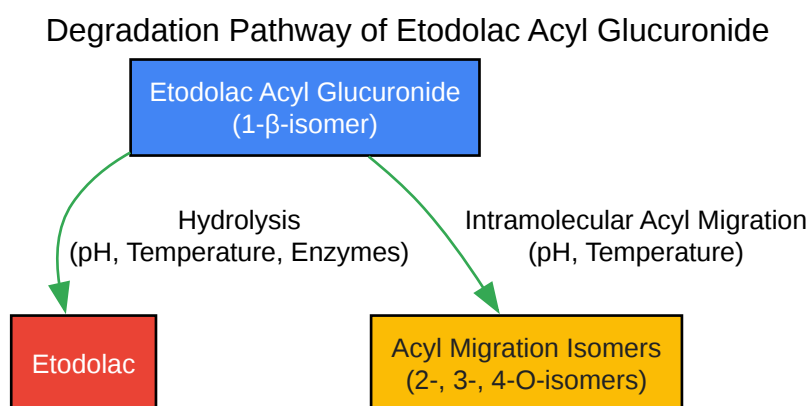 Degradation Pathway of Etodolac Acyl Glucuronide
Etodolac Acyl Glucuronide
(1-β-isomer)
Hydrolysis
(pH, Temperature, Enzymes)
Intramolecular Acyl Migration
(pH, Temperature)
Etodolac
Acyl Migration Isomers
(2-, 3-, 4-O-isomers)